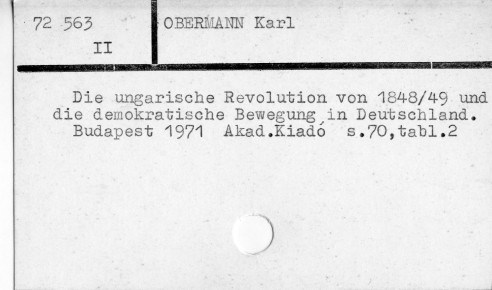 72 563
II
OBERMANN Karl
Die ungarische Revolution von 1848/49 und
die demokratische Bewegung in Deutschland.
Budapest 1971 Akad.Kiadó s.70,tabl.2